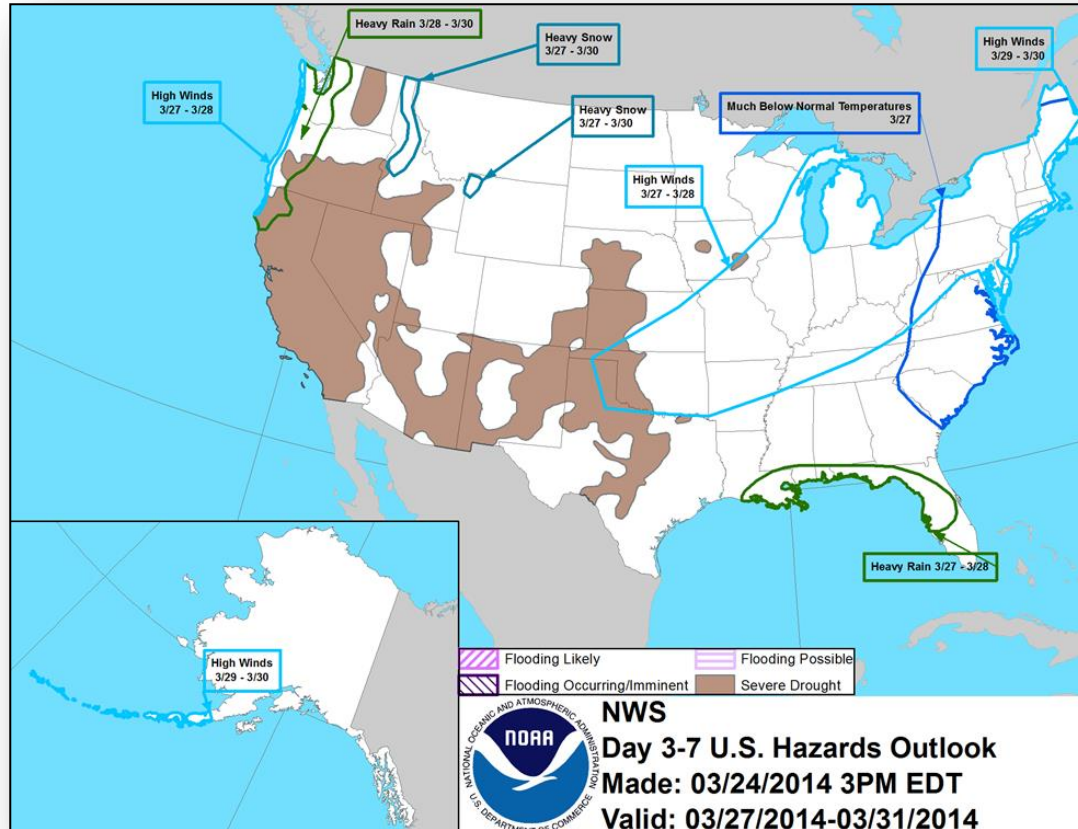 Heavy Rain 3/28 - 3/30
Heavy Snow
3/27 - 3/30
High Winds
3/29 - 3/30
High Winds
3/27 - 3/28
Heavy Snow
3/27 - 3/30
Much Below Normal Temperatures
3/27
High Winds
3/27 - 3/28
Heavy Rain 3/27 - 3/28
High Winds
3/29 - 3/30
Flooding Likely
Flooding Possible
Flooding Occurring/Imminent
Severe Drought
NATIONAL OCEANIC AND ATMOSPHERIC ADMINISTRATION
NOAA
U.S. DEPARTMENT OF COMMERCE
NWS
Day 3-7 U.S. Hazards Outlook
Made: 03/24/2014 3PM EDT
Valid: 03/27/2014-03/31/2014